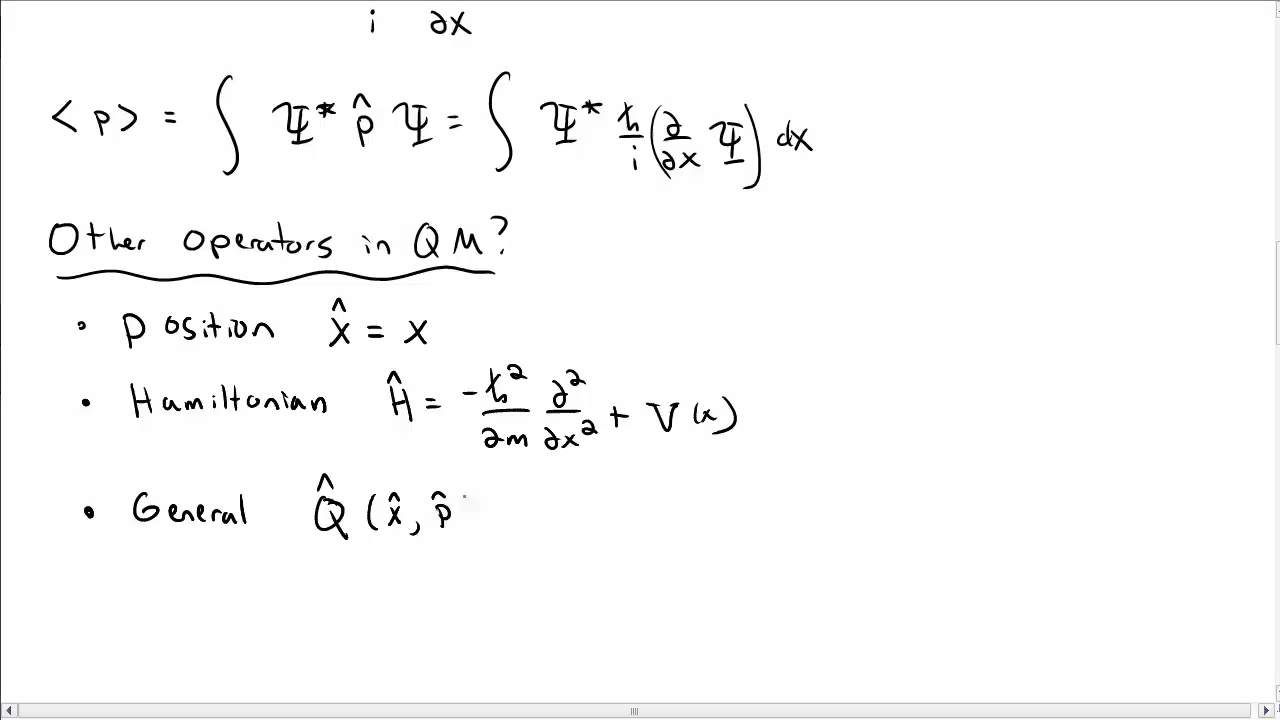 i ∂x
<p> = ∫ Ψ* p̂ Ψ = ∫ Ψ* ħ/i (∂/∂x Ψ) dx
Other operators in QM?
• Position x̂ = x
• Hamiltonian Ĥ = -ħ²/2m ∂²/∂x² + V(x)
• General Q̂ (x̂, p̂